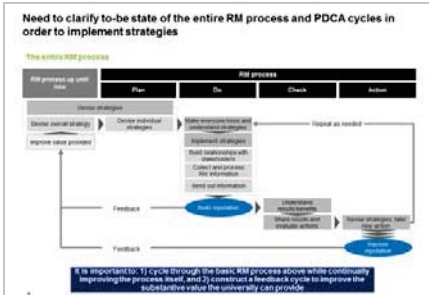 Need to clarify to-be state of the entire RM process and PDCA cycles in
order to implement strategies
The entire RM process
RM process up until
now
RM process
Plan
Do
Check
Action
Devise strategies
Devise overall strategy
Devise individual
strategies
Make everyone know and
understand strategies
Repeat as needed
Improve value provided
Implement strategies
Build relationships with
stakeholders
Collect and process
RM information
Send out information
Feedback
Build reputation
Understand
results/benefits
Share results and
evaluate actions
Revise strategies, take
new action
Feedback
Improve
reputation
It is important to: 1) cycle through the basic RM process above while continually
improving the process itself, and 2) construct a feedback cycle to improve the
substantive value the university can provide